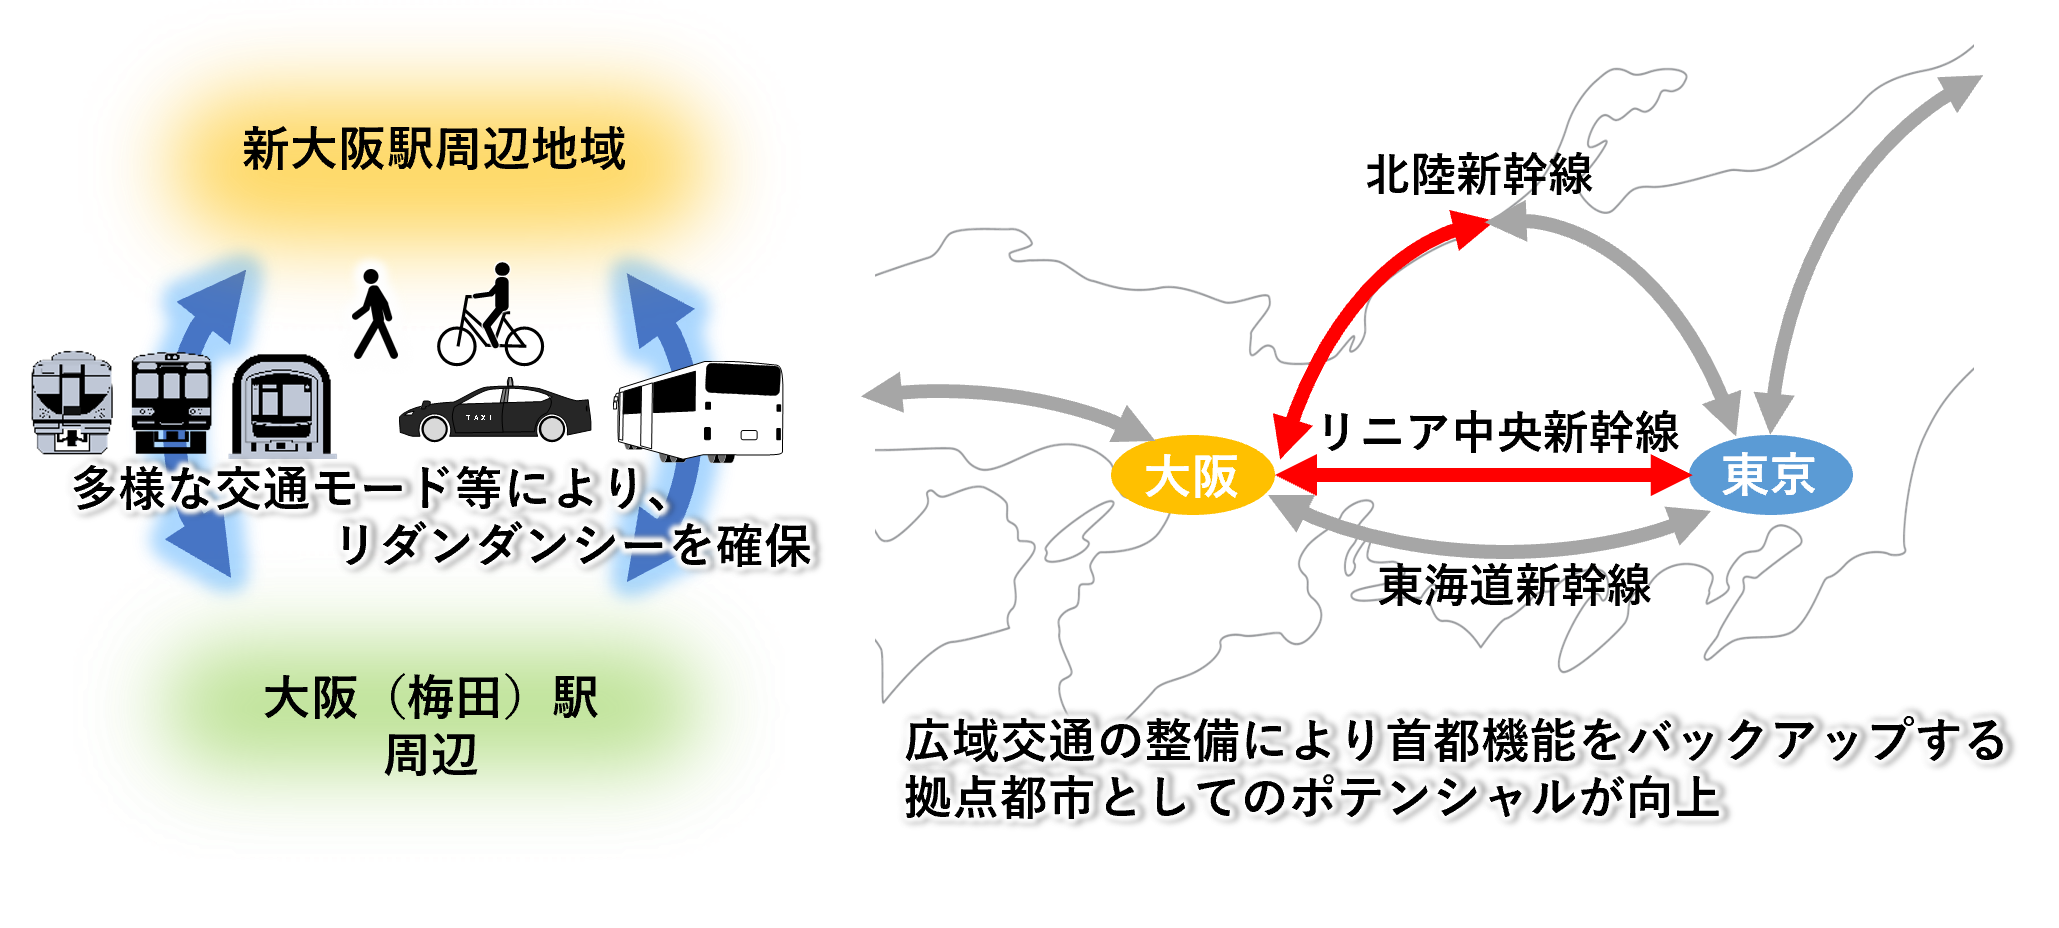 新大阪駅周辺地域
TAXI
多様な交通モード等により、
リダンダンシーを確保
大阪（梅田）駅
周辺
北陸新幹線
リニア中央新幹線
大阪
東京
東海道新幹線
広域交通の整備により首都機能をバックアップする
拠点都市としてのポテンシャルが向上